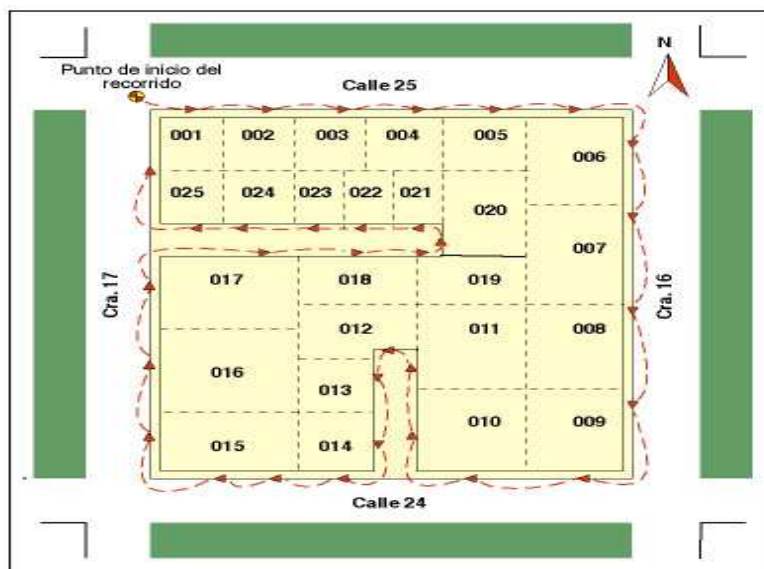 N
Punto de inicio del
recorrido
Calle 25
001 002 003 004 005
006
025 024 023 022 021
020
007
Cra. 17
017 018 019
Cra. 16
012 011 008
016
013
010 009
015 014
Calle 24